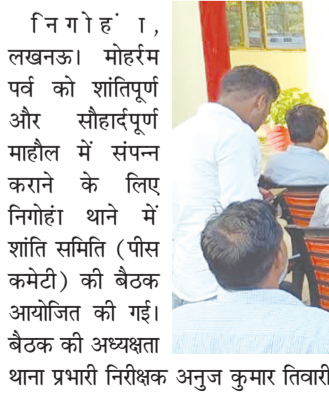 निगोहंा,
लखनऊ। मोहर्रम
पर्व को शांतिपूर्ण
और सौहार्दपूर्ण
माहौल में संपन्न
कराने के लिए
निगोहां थाने में
शांति समिति (पीस
कमेटी) की बैठक
आयोजित की गई।
बैठक की अध्यक्षता
थाना प्रभारी निरीक्षक अनुज कुमार तिवारी